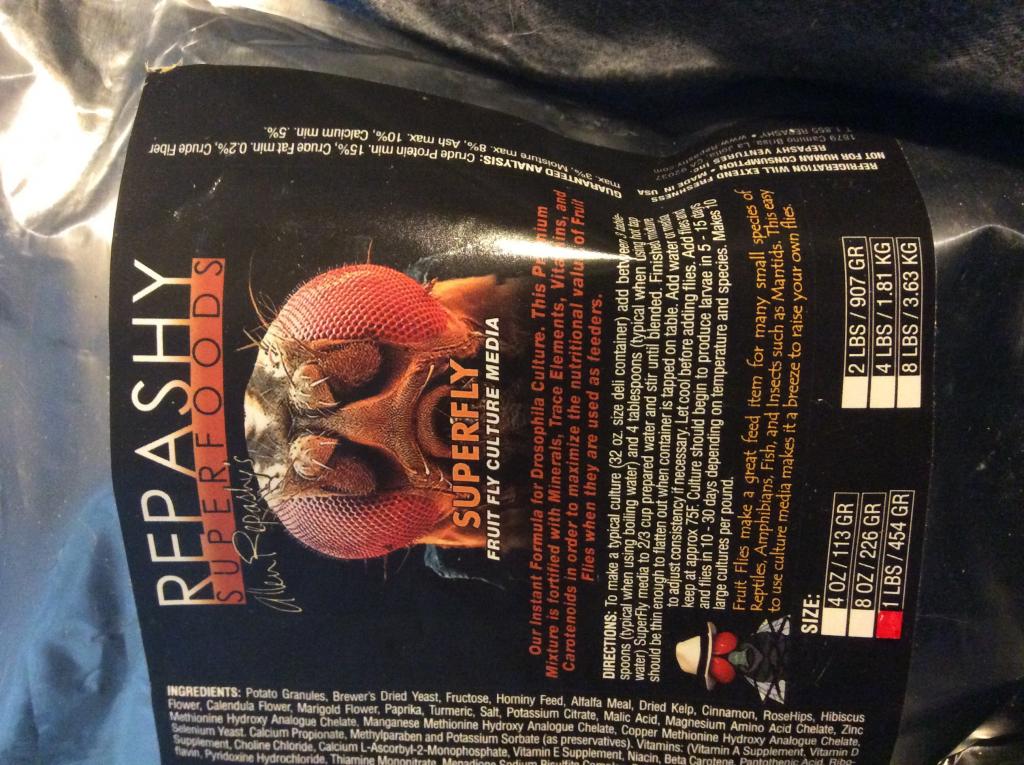 REPASHY
SUPERFOODS
Allen Repashy's
SUPERFLY
FRUIT FLY CULTURE MEDIA
Our Instant Formula for Drosophila Culture. This Premium
Mixture is fortified with Minerals, Trace Elements, Vitamins, and
Carotenoids in order to maximize the nutritional value of Fruit
Flies when they are used as feeders.
DIRECTIONS: To make a typical culture (32 oz. size deli container) add between 2 table-
spoons (typical when using boiling water) and 4 tablespoons (typical when using hot tap
water) SuperFly media to 2/3 cup prepared water and stir until blended. Finished mixture
should be thin enough to flatten out when container is tapped on table. Add water or media
to adjust consistency if necessary. Let cool before adding flies. Add flies and
keep at approx 75F. Culture should begin to produce larvae in 5 - 15 days
and flies in 10 - 30 days depending on temperature and species. Makes 10
large cultures per pound.
Fruit Flies make a great feed item for many small species of
Reptiles, Amphibians, Fish, and Insects such as Mantids. This easy
to use culture media makes it a breeze to raise your own flies.
SIZE:
4 OZ / 113 GR
8 OZ / 226 GR
1 LBS / 454 GR
2 LBS / 907 GR
4 LBS / 1.81 KG
8 LBS / 3.63 KG
INGREDIENTS: Potato Granules, Brewer's Dried Yeast, Fructose, Hominy Feed, Alfalfa Meal, Dried Kelp, Cinnamon, RoseHips, Hibiscus
Flower, Calendula Flower, Marigold Flower, Paprika, Turmeric, Salt, Potassium Citrate, Malic Acid, Magnesium Amino Acid Chelate, Zinc
Methionine Hydroxy Analogue Chelate, Manganese Methionine Hydroxy Analogue Chelate, Copper Methionine Hydroxy Analogue Chelate,
Selenium Yeast. Calcium Propionate, Methylparaben and Potassium Sorbate (as preservatives). Vitamins: (Vitamin A Supplement, Vitamin D
Supplement, Choline Chloride, Calcium L-Ascorbyl-2-Monophosphate, Vitamin E Supplement, Niacin, Beta Carotene, Pantothenic Acid, Ribo-
flavin, Pyridoxine Hydrochloride, Thiamine Mononitrate, Menadione Sodium Bisulfite
GUARANTEED ANALYSIS: Crude Protein min. 15%, Crude Fat min. 0.2%, Crude Fiber
max. 3%, Moisture max. 8%, Ash max. 10%, Calcium min. .5%.
REFRIGERATION WILL EXTEND FRESHNESS
NOT FOR HUMAN CONSUMPTION • MADE IN USA
REPASHY VENTURES
1979 Camino Bruisa La Jolla
1 855 REPASHY • www